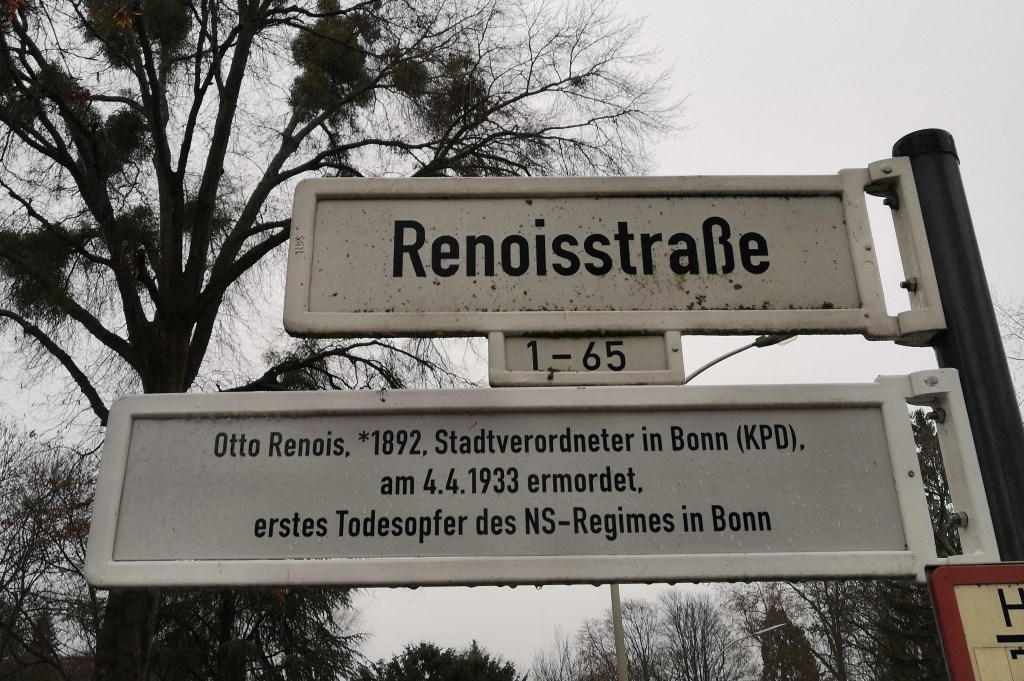 Renoisstraße
1 – 65
Otto Renois, *1892, Stadtverordneter in Bonn (KPD),
am 4.4.1933 ermordet,
erstes Todesopfer des NS-Regimes in Bonn
H